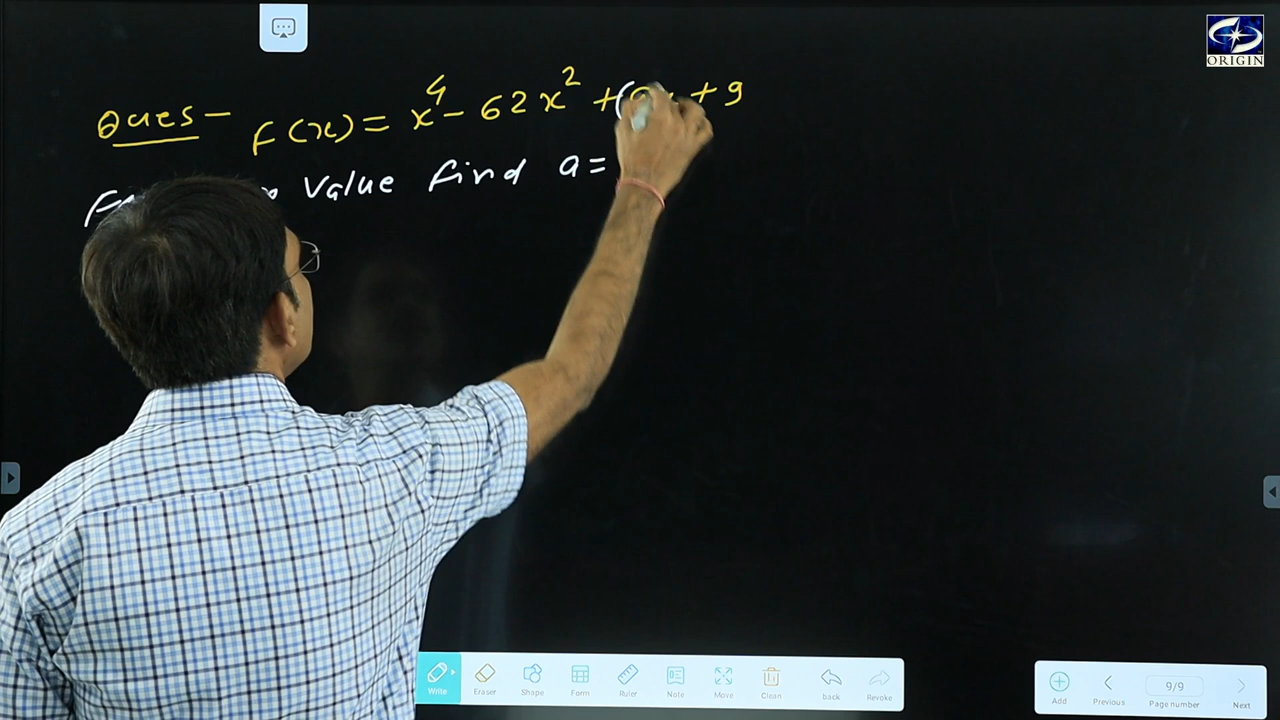 ORIGIN
Ques- f(x) = x⁴ - 62x² + ( + 9
Value find a =
Write Eraser Shape Form Ruler Note Move Clean back Revoke
Add Previous 9/9 Page number Next